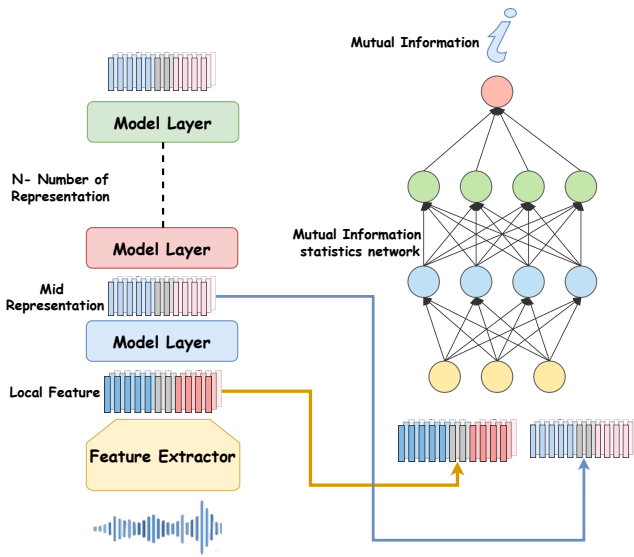 Mutual Information
Model Layer
N- Number of
Representation
Model Layer
Mutual Information
statistics network
Mid
Representation
Model Layer
Local Feature
Feature Extractor